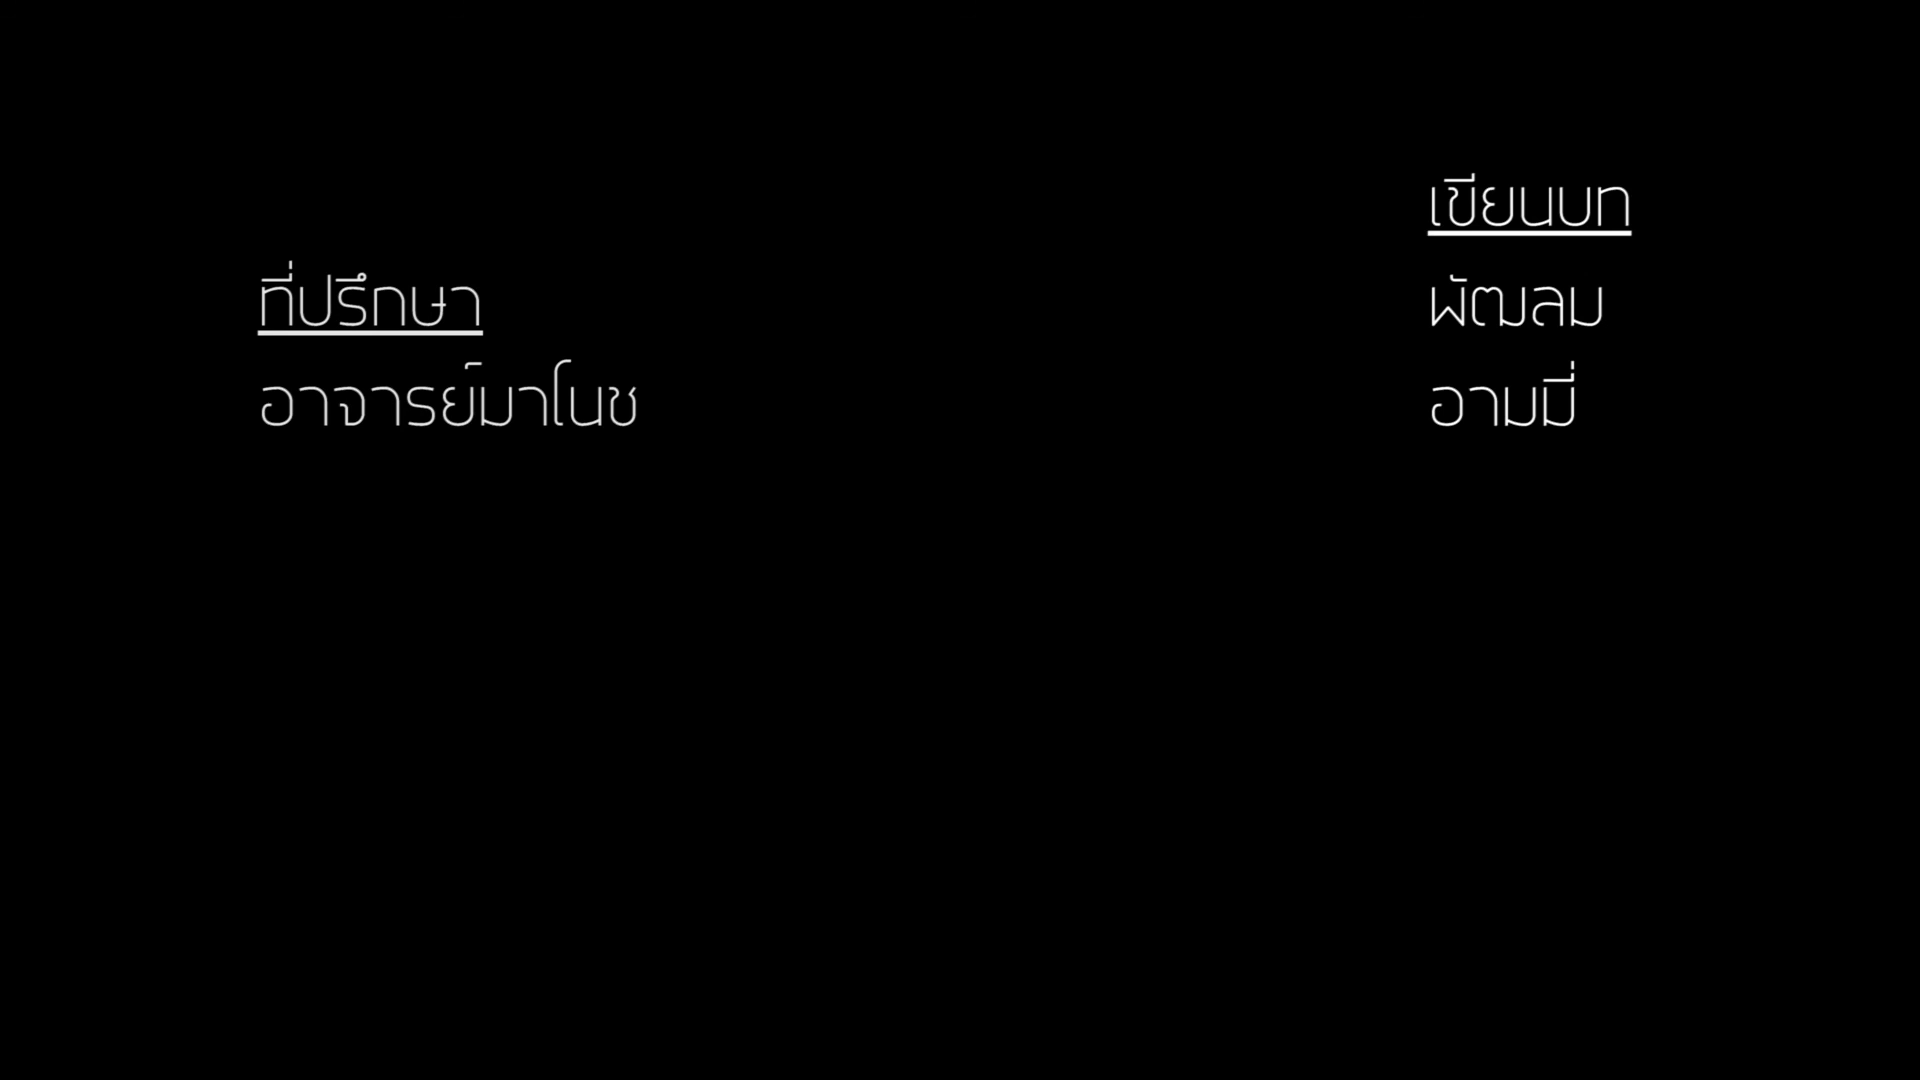 ที่ปรึกษา
อาจารย์มาโนช
เขียนบท
พัฒลม
อามมี่